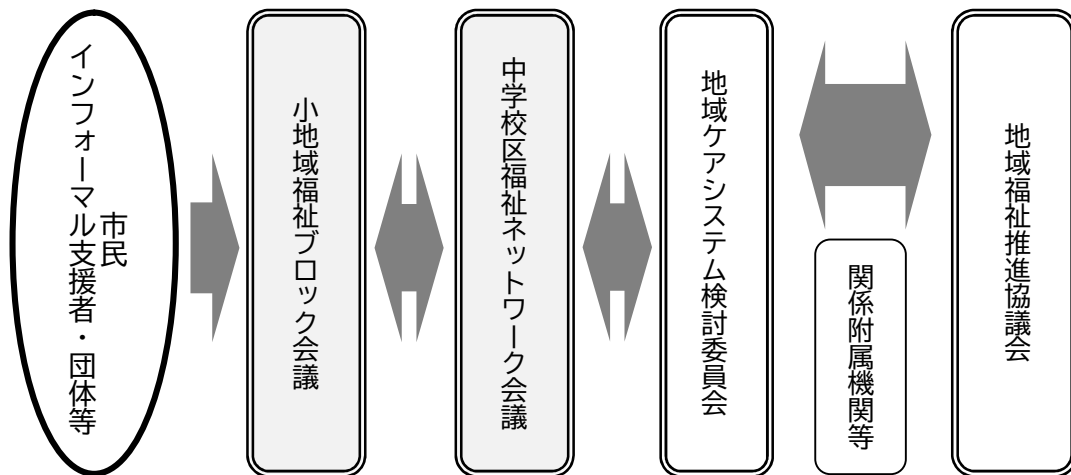 市民
インフォーマル支援者・団体等
小地域福祉ブロック会議
中学校区福祉ネットワーク会議
地域ケアシステム検討委員会
関係附属機関等
地域福祉推進協議会